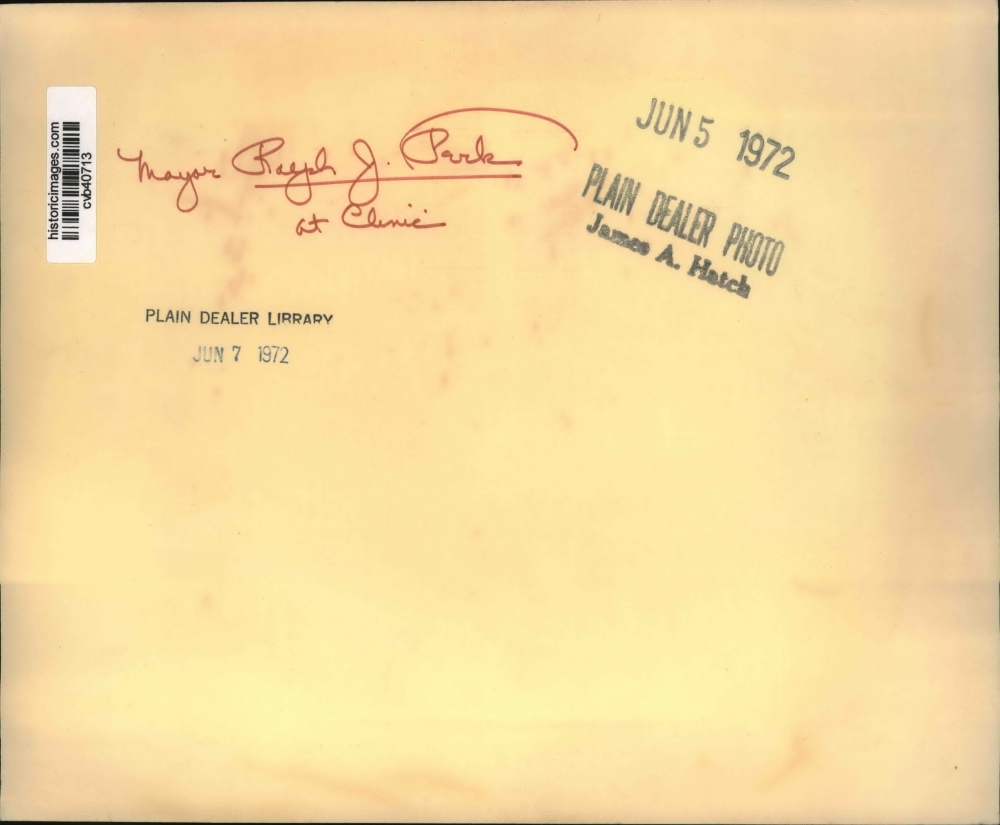 historicimages.com
cvb40713
Mayor Ralph J. Perk
at Clinic
JUN 5 1972
PLAIN DEALER PHOTO
James A. Hatch
PLAIN DEALER LIBRARY
JUN 7 1972